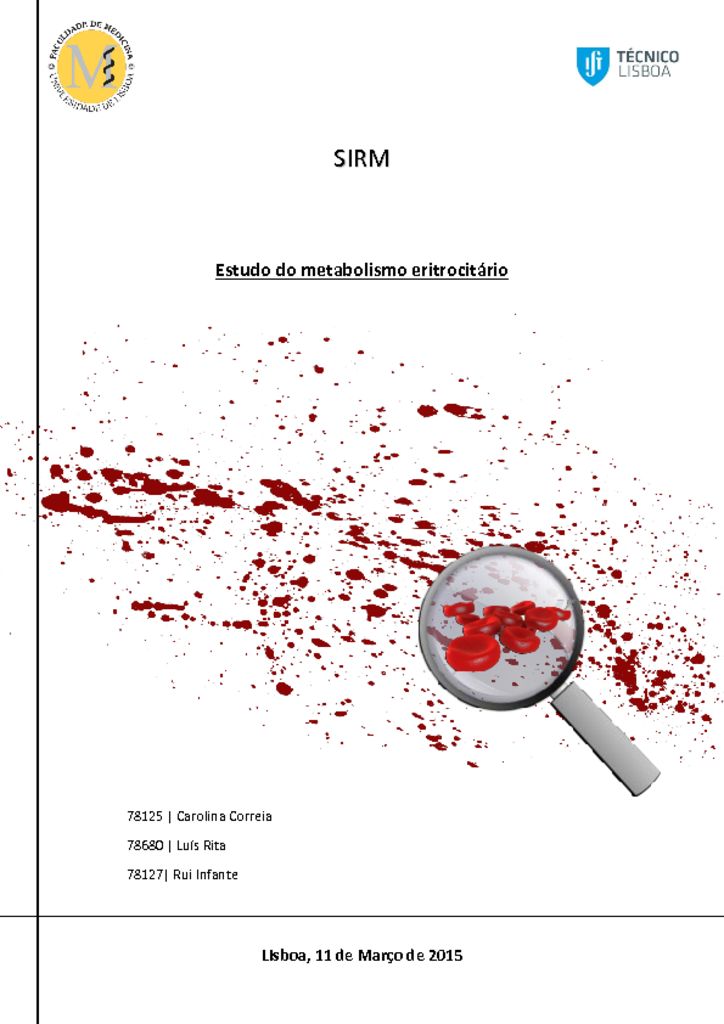 FACULDADE DE MEDICINA
UNIVERSIDADE DE LISBOA
M
TÉCNICO
LISBOA
SIRM
Estudo do metabolismo eritrocitário
78125 | Carolina Correia
78680 | Luís Rita
78127| Rui Infante
Lisboa, 11 de Março de 2015